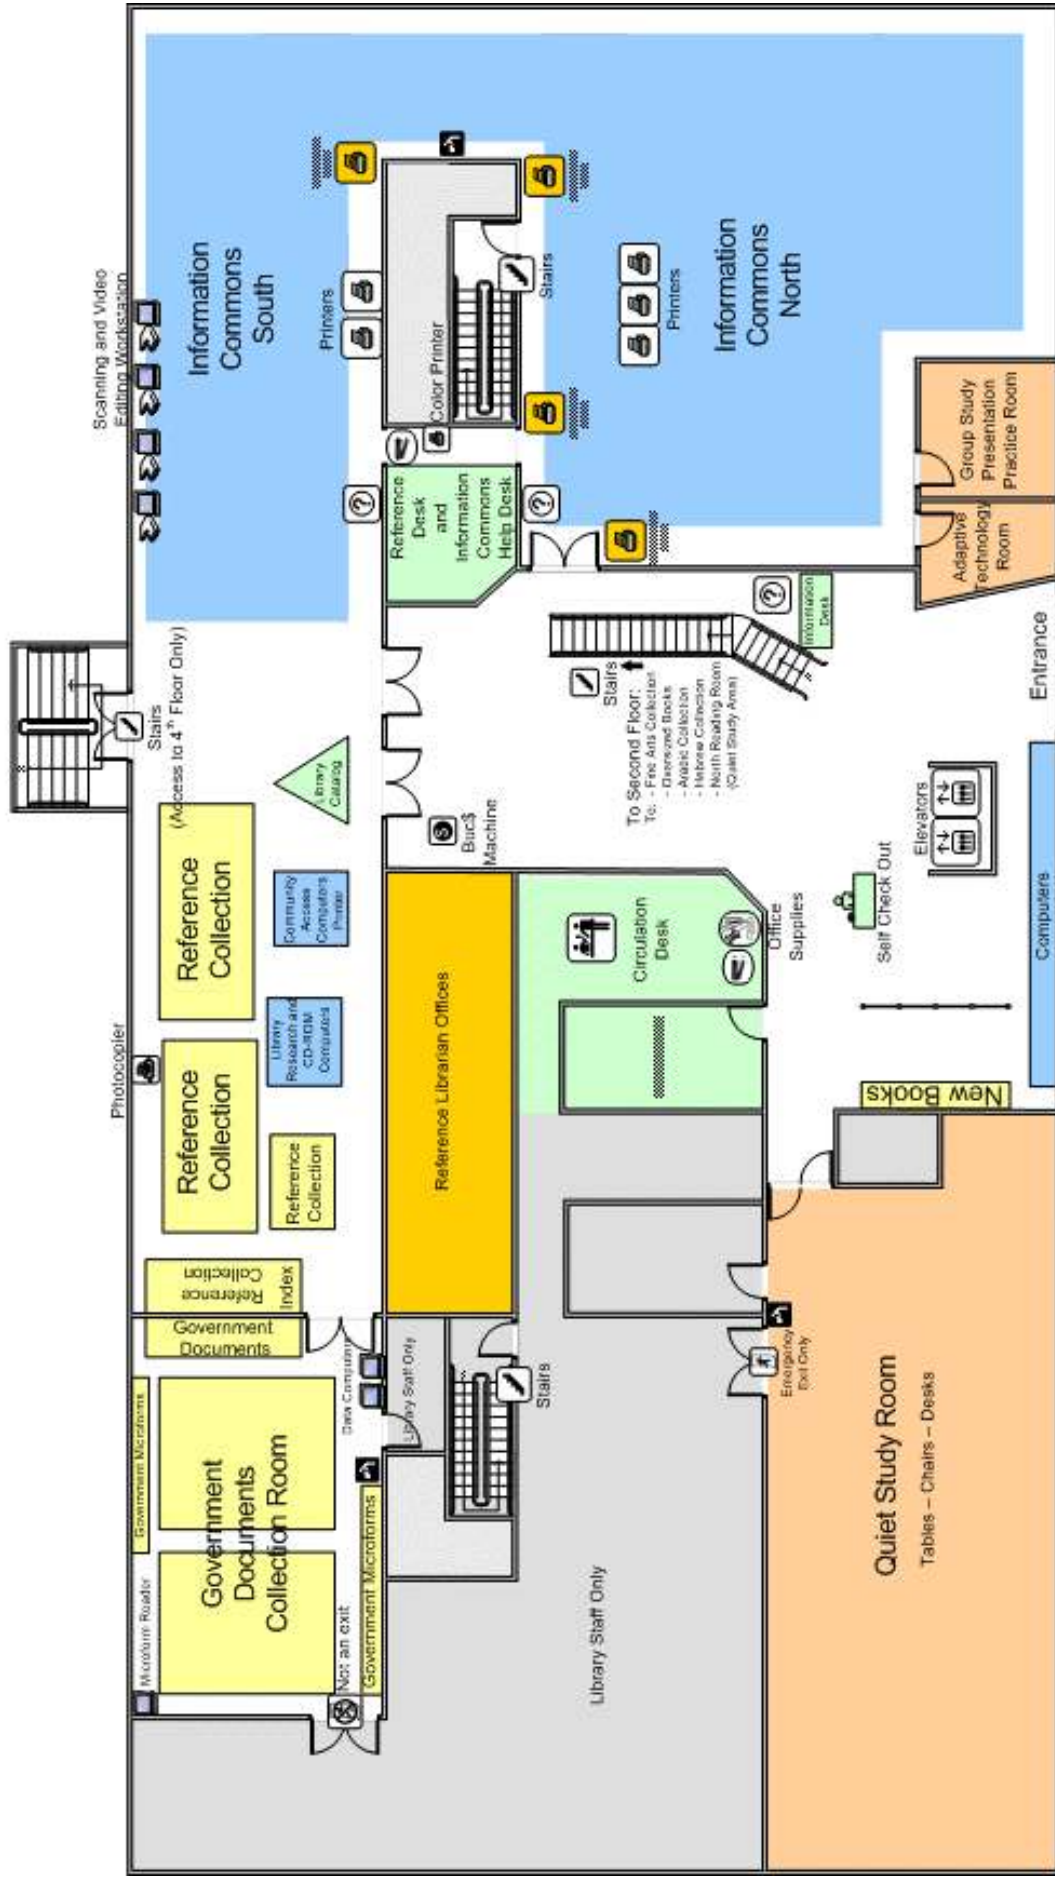 Scanning and Video
Editing Workstation
Information
Commons
South
Printers
Color Printer
Stairs
Printers
Information
Commons
North
Reference
Desk
and
Information
Commons
Help Desk
Group Study
Presentation
Practice Room
Adaptive
Technology
Room
Stairs
(Access to 4th Floor Only)
Library
Catalog
Stairs
To Second Floor:
To: - Fine Arts Collection
- Oversized Books
- Arabic Collection
- Hebrew Collection
- North Reading Room
(Quiet Study Area)
Information
Desk
Entrance
Buc$
Machine
Elevators
Computers
Self Check Out
Office
Supplies
Circulation
Desk
Reference
Collection
Community
Access
Computers
Printer
Library
Research and
CD-ROM
Computers
Photocopier
Reference
Collection
Reference
Collection
Reference Librarian Offices
New Books
Reference
Collection
Index
Government
Documents
Government Microforms
Government
Documents
Collection Room
Data Computers
Library Staff Only
Stairs
Emergency
Exit Only
Microform Reader
Not an exit
Government Microforms
Library Staff Only
Quiet Study Room
Tables – Chairs – Desks